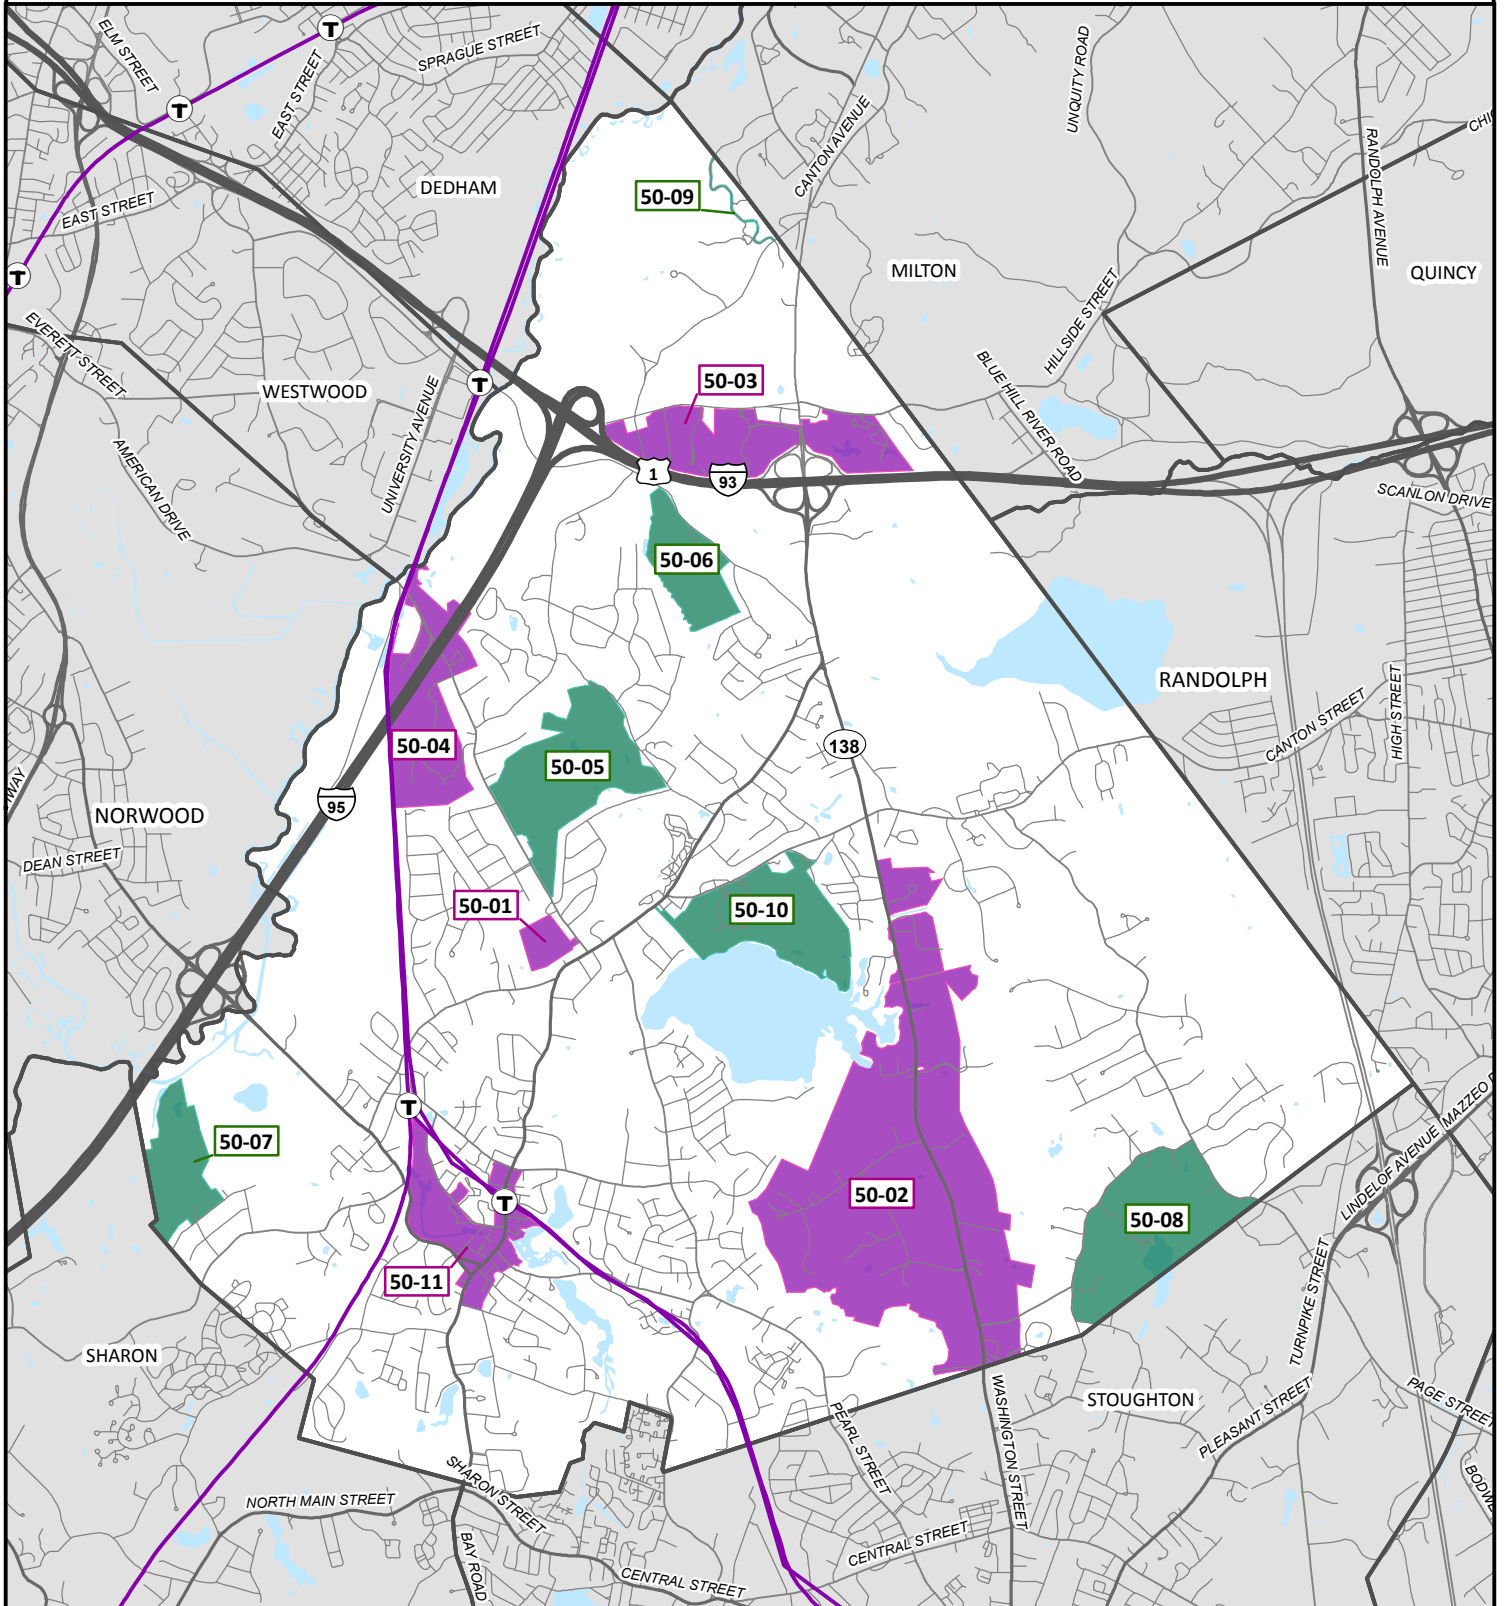 ELM STREET
T
SPRAGUE STREET
EAST STREET
T
UNQUITY ROAD
CANTON AVENUE
RANDOLPH AVENUE
DEDHAM
50-09
EAST STREET
T
MILTON
QUINCY
EVERETT STREET
HILLSIDE STREET
WESTWOOD
T
50-03
BLUE HILL RIVER ROAD
UNIVERSITY AVENUE
AMERICAN DRIVE
1
93
SCANLON DRIVE
50-06
RANDOLPH
HIGH STREET
CANTON STREET
50-04
138
50-05
95
NORWOOD
DEAN STREET
50-01
50-10
T
MAZZEO
50-07
LINDELOF AVENUE
50-02
T
50-08
50-11
TURNPIKE STREET
SHARON
STOUGHTON
WASHINGTON STREET
PEARL STREET
PLEASANT STREET
PAGE STREET
SHARON STREET
NORTH MAIN STREET
BAY ROAD
CENTRAL STREET
CENTRAL STREET